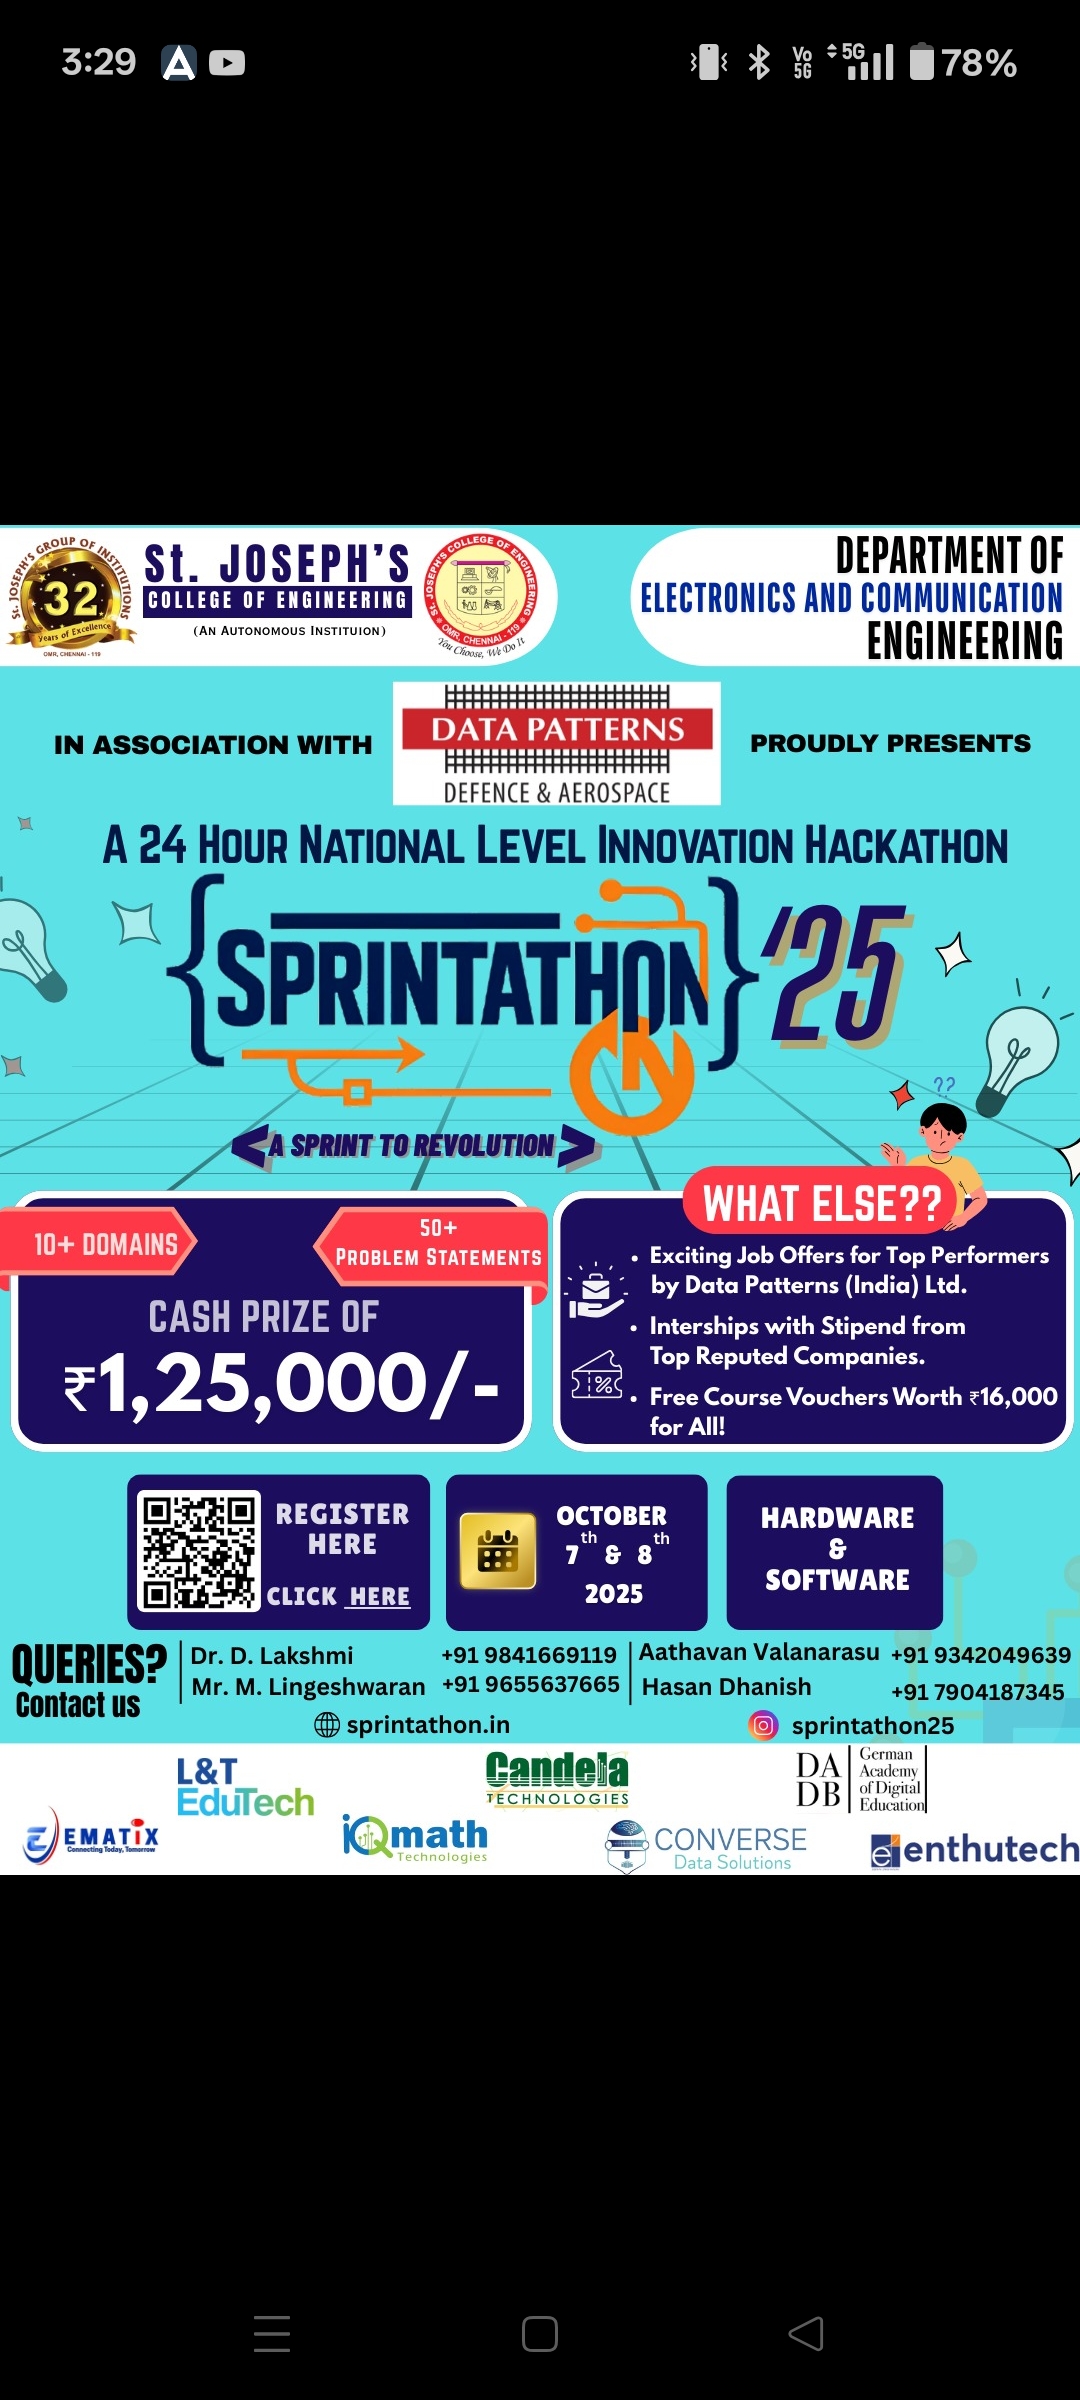 3:29
Vo
5G
5G
78%
St. JOSEPH'S GROUP OF INSTITUTIONS
32
Years of Excellence
OMR, CHENNAI - 119
St. JOSEPH'S
COLLEGE OF ENGINEERING
(AN AUTONOMOUS INSTITUION)
St. JOSEPH'S COLLEGE OF ENGINEERING
OMR, CHENNAI - 119
You Choose, We Do It
DEPARTMENT OF
ELECTRONICS AND COMMUNICATION
ENGINEERING
IN ASSOCIATION WITH
DATA PATTERNS
DEFENCE & AEROSPACE
PROUDLY PRESENTS
A 24 HOUR NATIONAL LEVEL INNOVATION HACKATHON
{SPRINTATHON}'25
ON
<A SPRINT TO REVOLUTION>
??
10+ DOMAINS
50+
PROBLEM STATEMENTS
CASH PRIZE OF
₹1,25,000/-
WHAT ELSE??
• Exciting Job Offers for Top Performers
by Data Patterns (India) Ltd.
• Interships with Stipend from
Top Reputed Companies.
• Free Course Vouchers Worth ₹16,000
for All!
%
REGISTER
HERE
CLICK HERE
OCTOBER
7th & 8th
2025
HARDWARE
&
SOFTWARE
QUERIES?
Contact us
Dr. D. Lakshmi +91 9841669119
Mr. M. Lingeshwaran +91 9655637665
Aathavan Valanarasu +91 9342049639
Hasan Dhanish +91 7904187345
sprintathon.in
sprintathon25
L&T
EduTech
Candela
TECHNOLOGIES
DA
DB
German
Academy
of Digital
Education
EMATIX
Connecting Today, Tomorrow
iQmath
Technologies
CONVERSE
Data Solutions
et enthutech